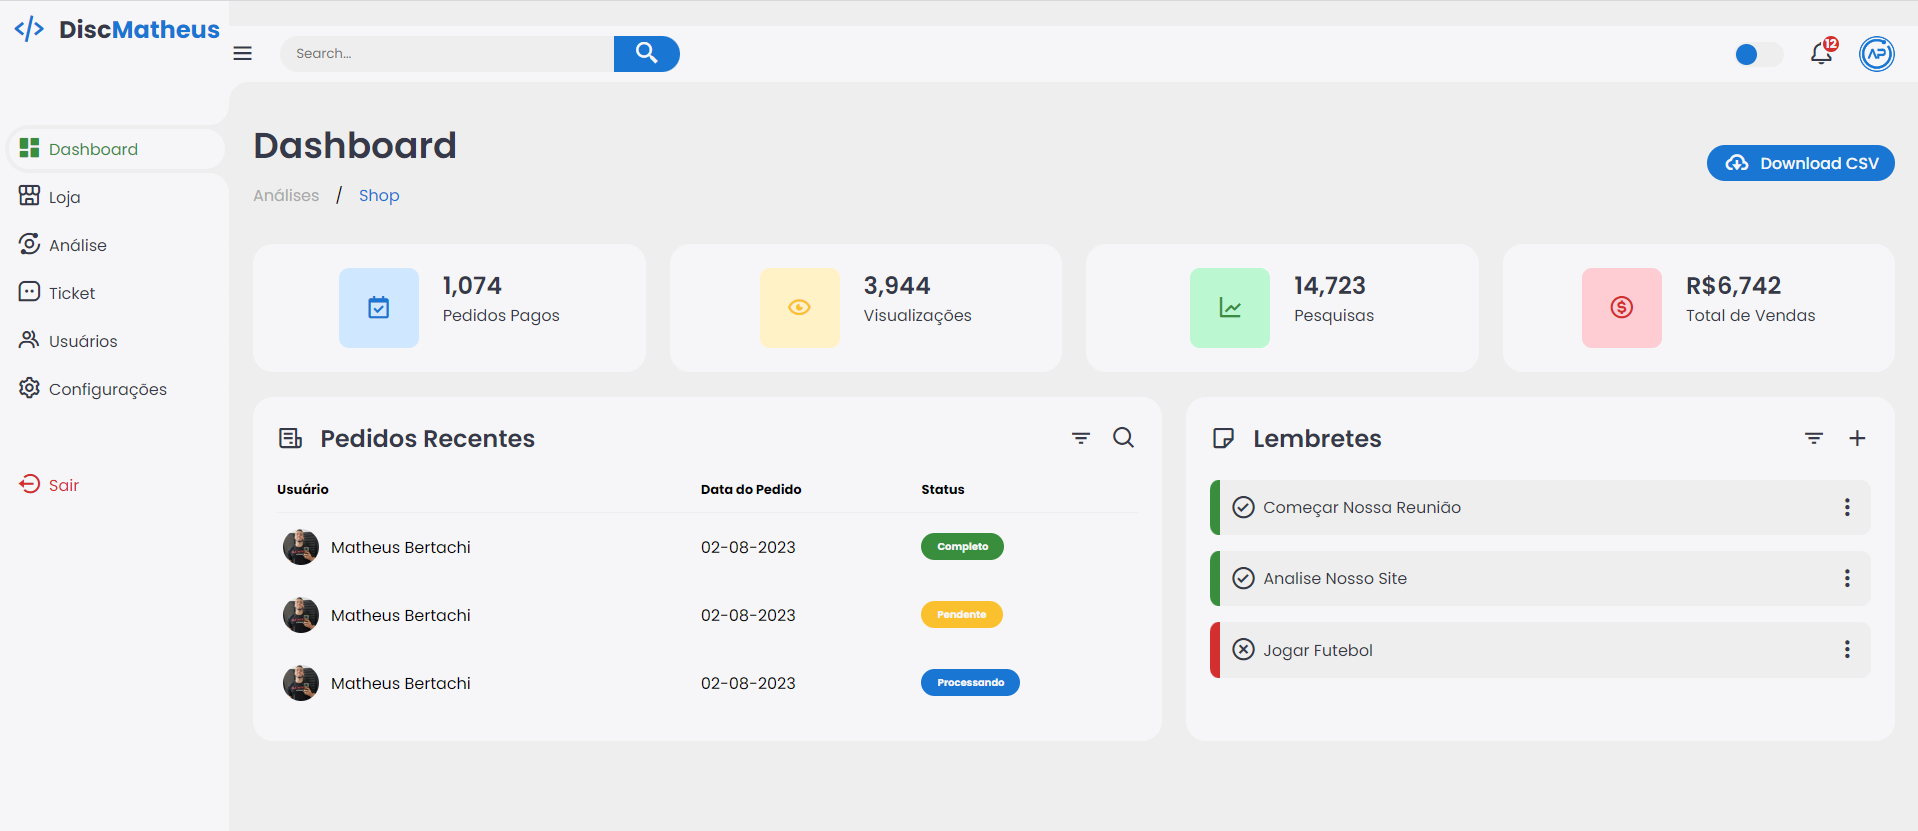 DiscMatheus
Search...
12
AP
Dashboard
Loja
Análise
Ticket
Usuários
Configurações
Sair
Dashboard
Análises / Shop
Download CSV
1,074
Pedidos Pagos
3,944
Visualizações
14,723
Pesquisas
R$6,742
Total de Vendas
Pedidos Recentes
Usuário Data do Pedido Status
Matheus Bertachi 02-08-2023 Completo
Matheus Bertachi 02-08-2023 Pendente
Matheus Bertachi 02-08-2023 Processando
Lembretes
Começar Nossa Reunião
Analise Nosso Site
Jogar Futebol